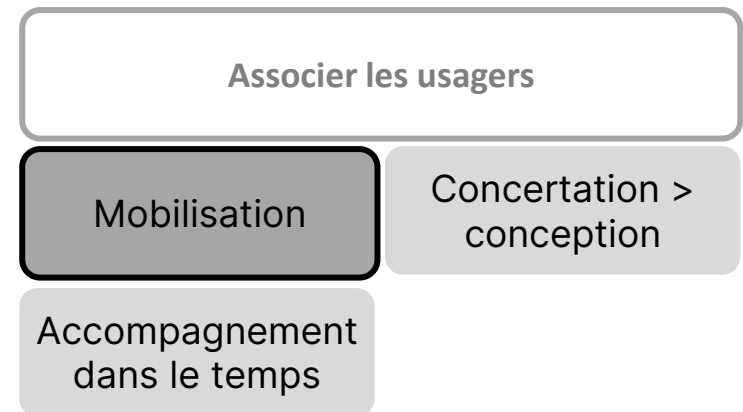 Associer les usagers
Mobilisation
Concertation >
conception
Accompagnement
dans le temps